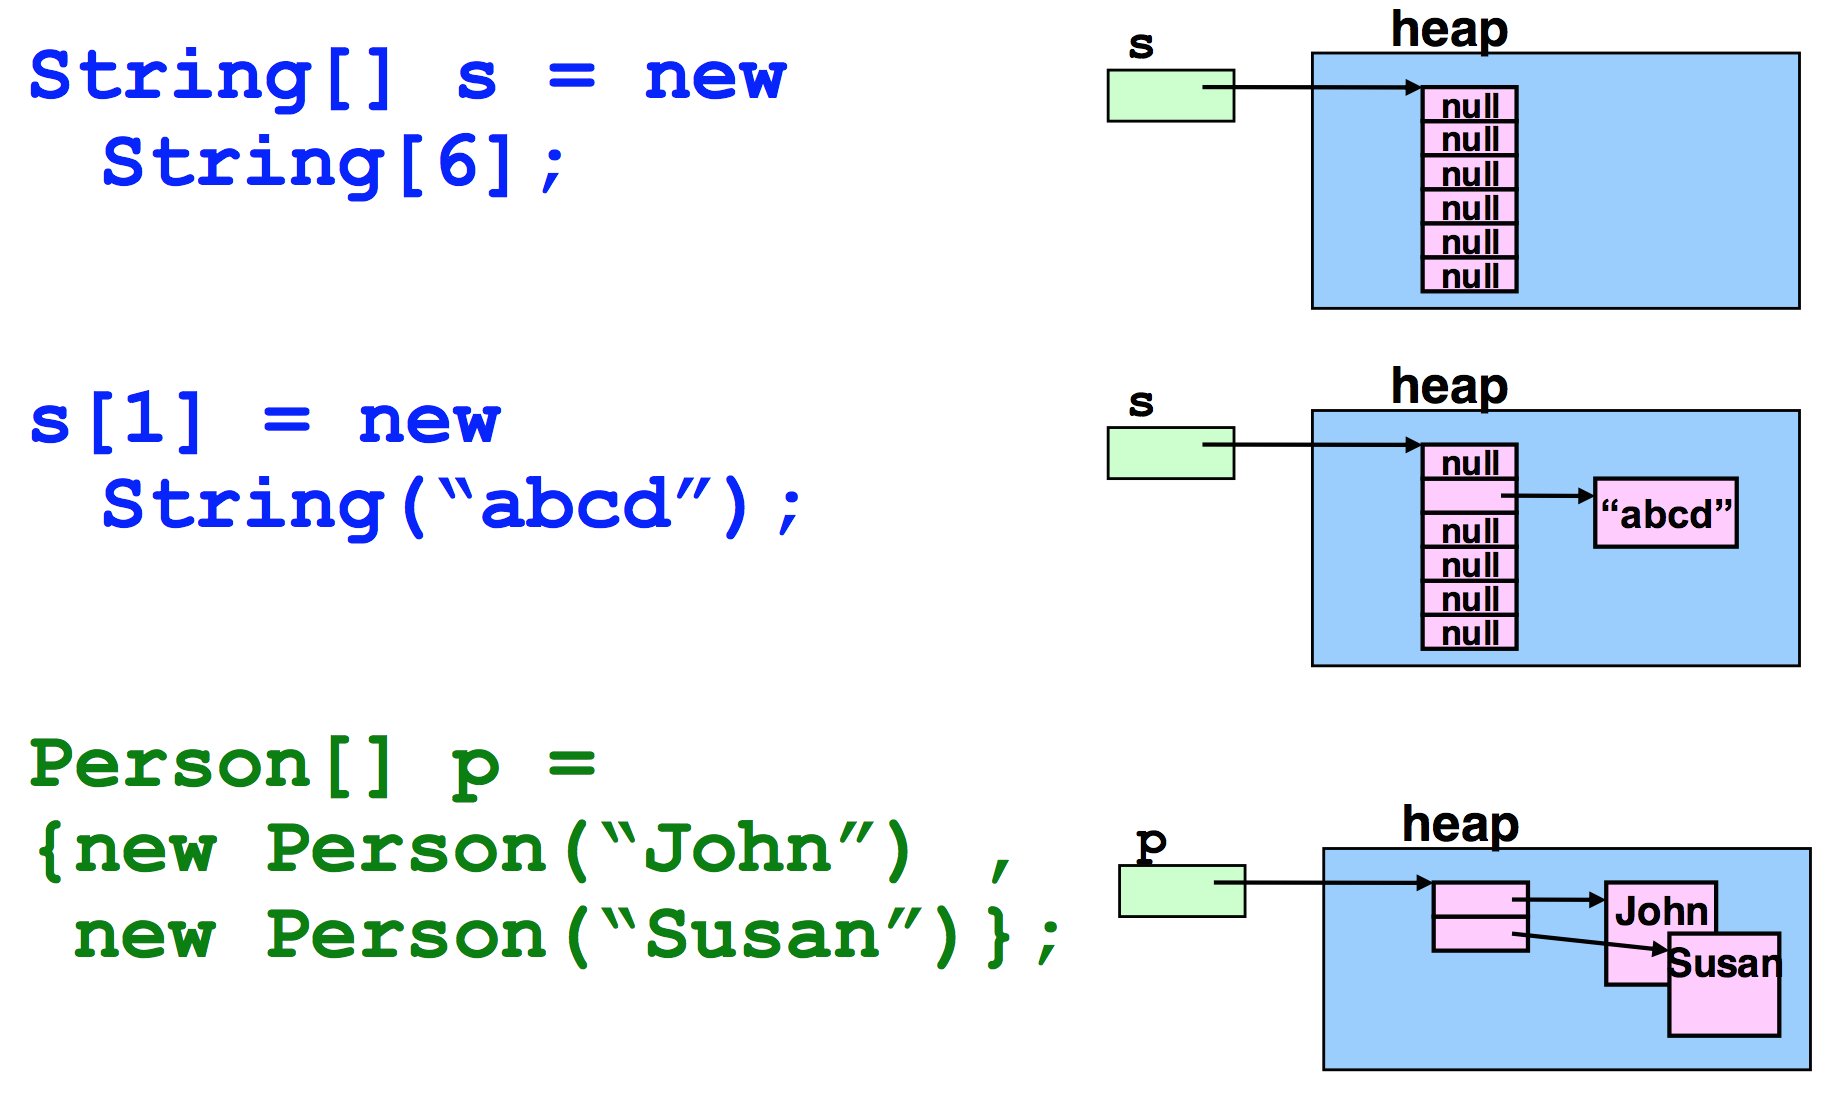 String[] s = new
String[6];
s
heap
null
null
null
null
null
null
s[1] = new
String(“abcd”);
s
heap
null
“abcd”
null
null
null
null
Person[] p =
{new Person(“John”) ,
new Person(“Susan”)};
p
heap
John
Susan